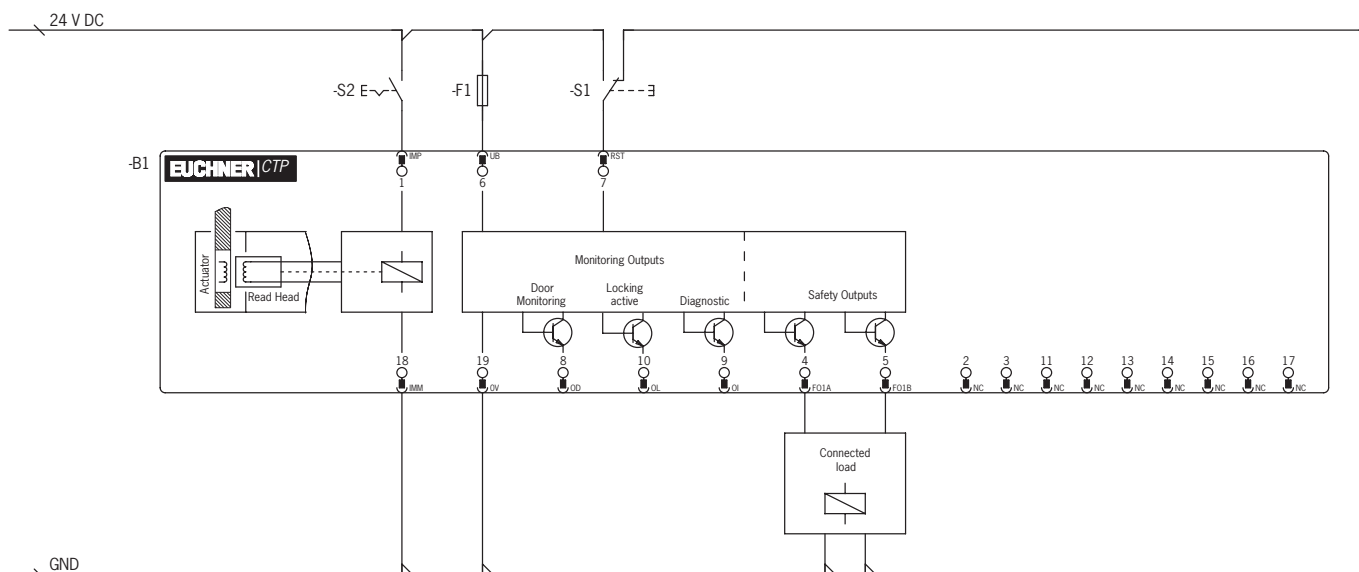 24 V DC
-S2
-F1
-S1
-B1
EUCHNER CTP
IMP
UB
RST
1
6
7
Actuator
Read Head
Monitoring Outputs
Door
Monitoring
Locking
active
Diagnostic
Safety Outputs
18
19
8
10
9
4
5
2
3
11
12
13
14
15
16
17
IMM
0V
OD
OL
OI
FO1A
FO1B
NC
NC
NC
NC
NC
NC
NC
NC
NC
Connected
load
GND